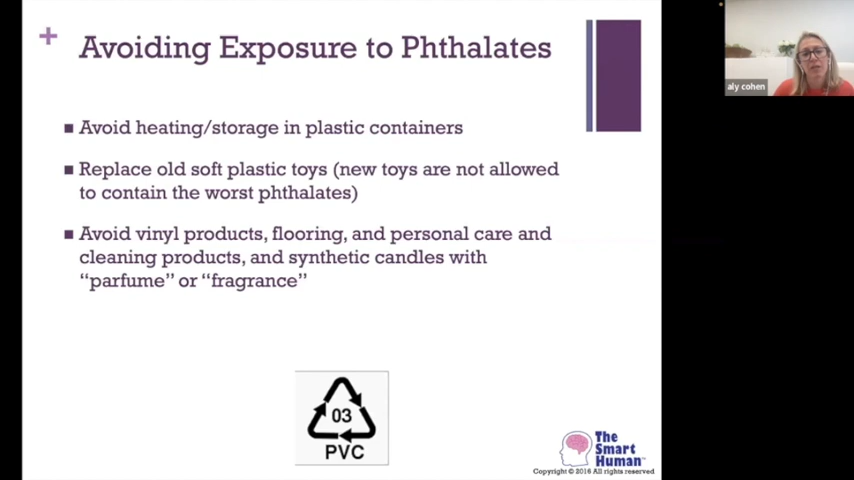 +
Avoiding Exposure to Phthalates
aly cohen
■ Avoid heating/storage in plastic containers
■ Replace old soft plastic toys (new toys are not allowed
to contain the worst phthalates)
■ Avoid vinyl products, flooring, and personal care and
cleaning products, and synthetic candles with
“parfume” or “fragrance”
03
PVC
The
Smart
Human™
Copyright © 2016 All rights reserved